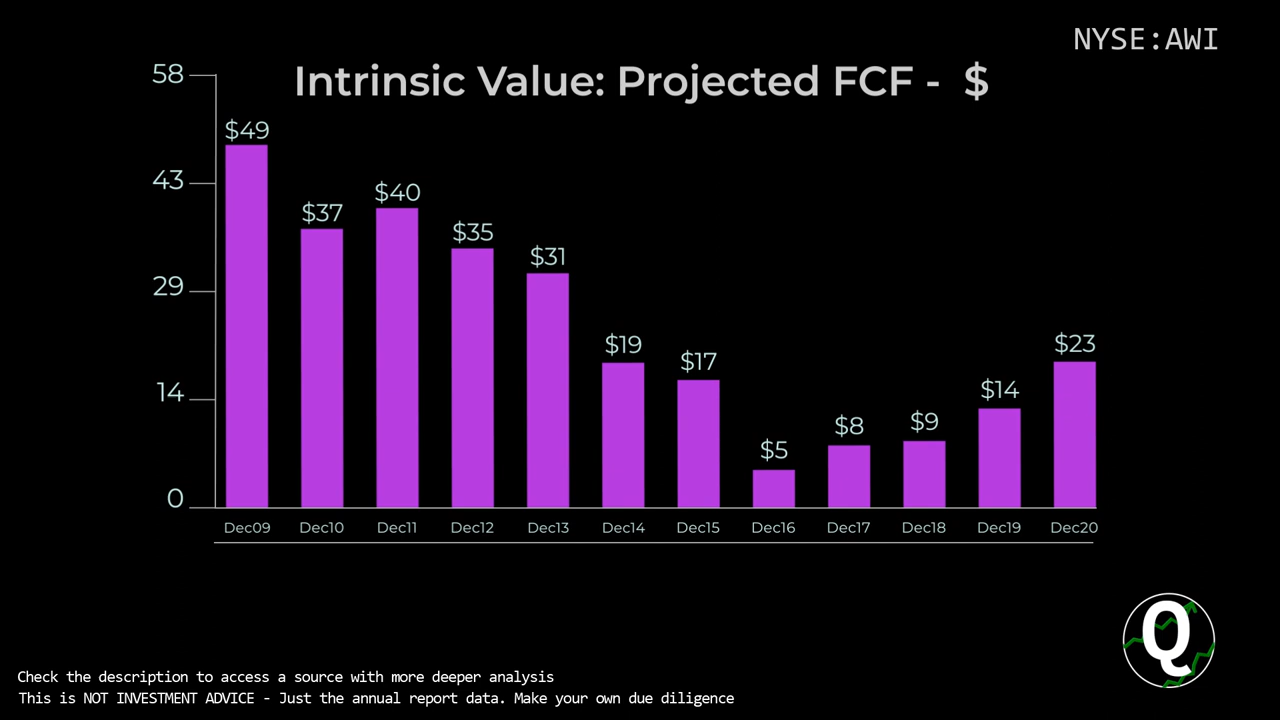 NYSE:AWI
Intrinsic Value: Projected FCF - $
58
43
29
14
0
$49
$37
$40
$35
$31
$19
$17
$5
$8
$9
$14
$23
Dec09 Dec10 Dec11 Dec12 Dec13 Dec14 Dec15 Dec16 Dec17 Dec18 Dec19 Dec20
Q
Check the description to access a source with more deeper analysis
This is NOT INVESTMENT ADVICE - Just the annual report data. Make your own due diligence